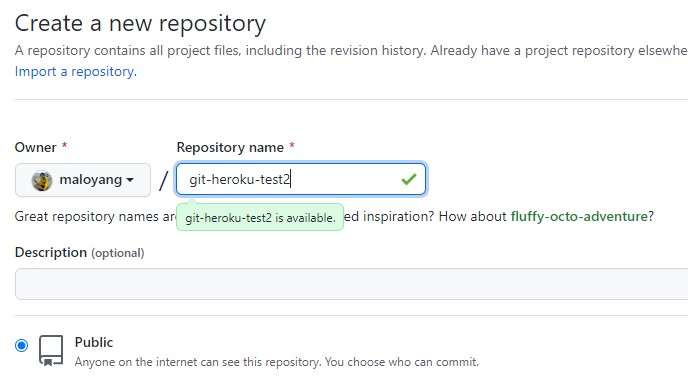 Create a new repository
A repository contains all project files, including the revision history. Already have a project repository elsewhe
Import a repository.
Owner * Repository name *
maloyang / git-heroku-test2
Great repository names ar ed inspiration? How about fluffy-octo-adventure?
git-heroku-test2 is available.
Description (optional)
Public
Anyone on the internet can see this repository. You choose who can commit.